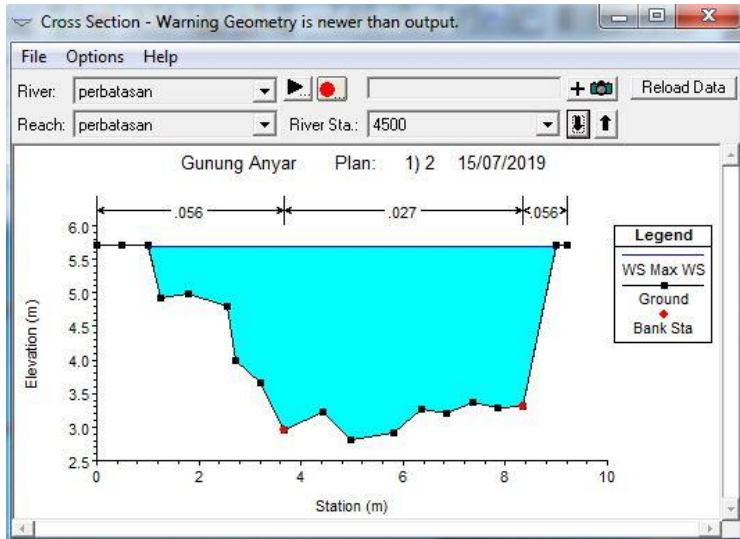 Cross Section - Warning Geometry is newer than output.
File Options Help
River: perbatasan
Reload Data
Reach: perbatasan River Sta.: 4500
Gunung Anyar Plan: 1) 2 15/07/2019
.056 .027 .056
6.0
5.5
5.0
4.5
4.0
3.5
3.0
2.5
0 2 4 6 8 10
Elevation (m)
Station (m)
Legend
WS Max WS
Ground
Bank Sta